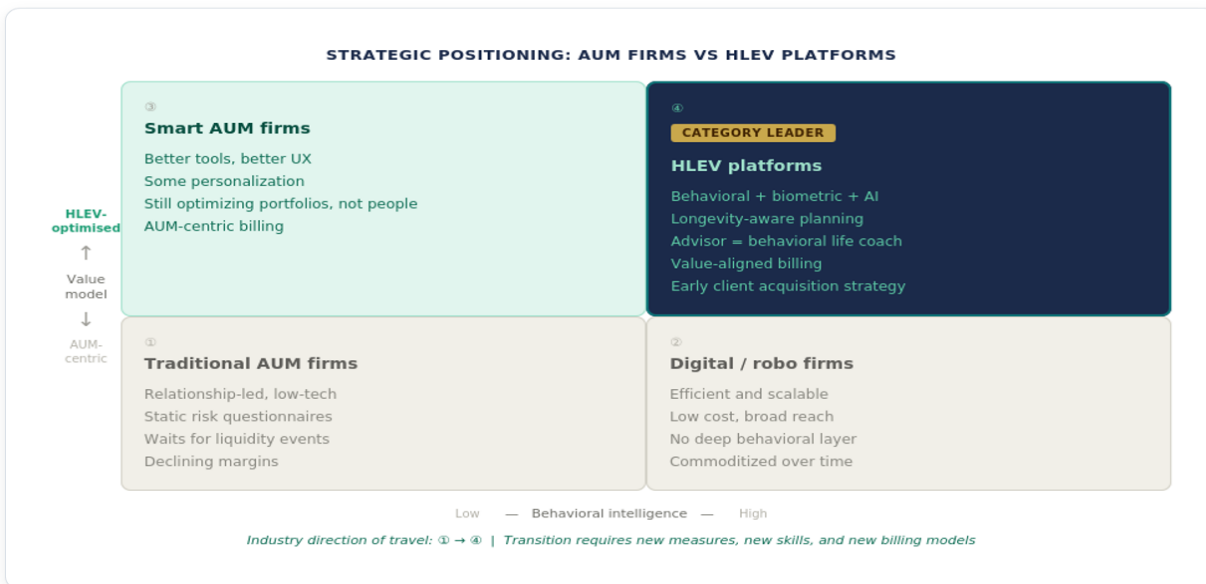 STRATEGIC POSITIONING: AUM FIRMS VS HLEV PLATFORMS
③
Smart AUM firms
Better tools, better UX
Some personalization
Still optimizing portfolios, not people
AUM-centric billing
④
CATEGORY LEADER
HLEV platforms
Behavioral + biometric + AI
Longevity-aware planning
Advisor = behavioral life coach
Value-aligned billing
Early client acquisition strategy
HLEV-
optimised
↑
Value
model
↓
AUM-
centric
①
Traditional AUM firms
Relationship-led, low-tech
Static risk questionnaires
Waits for liquidity events
Declining margins
②
Digital / robo firms
Efficient and scalable
Low cost, broad reach
No deep behavioral layer
Commoditized over time
Low — Behavioral intelligence — High
Industry direction of travel: ① → ④ | Transition requires new measures, new skills, and new billing models